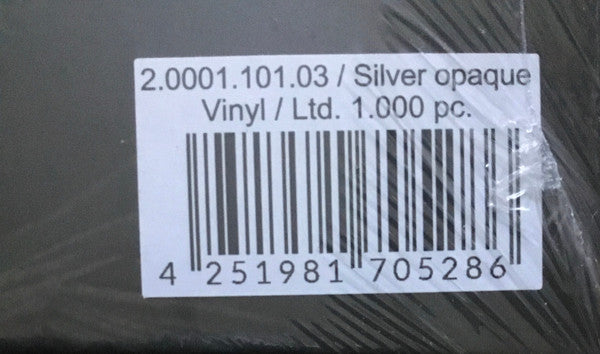 2.0001.101.03 / Silver opaque
Vinyl / Ltd. 1.000 pc.
4 251981 705286